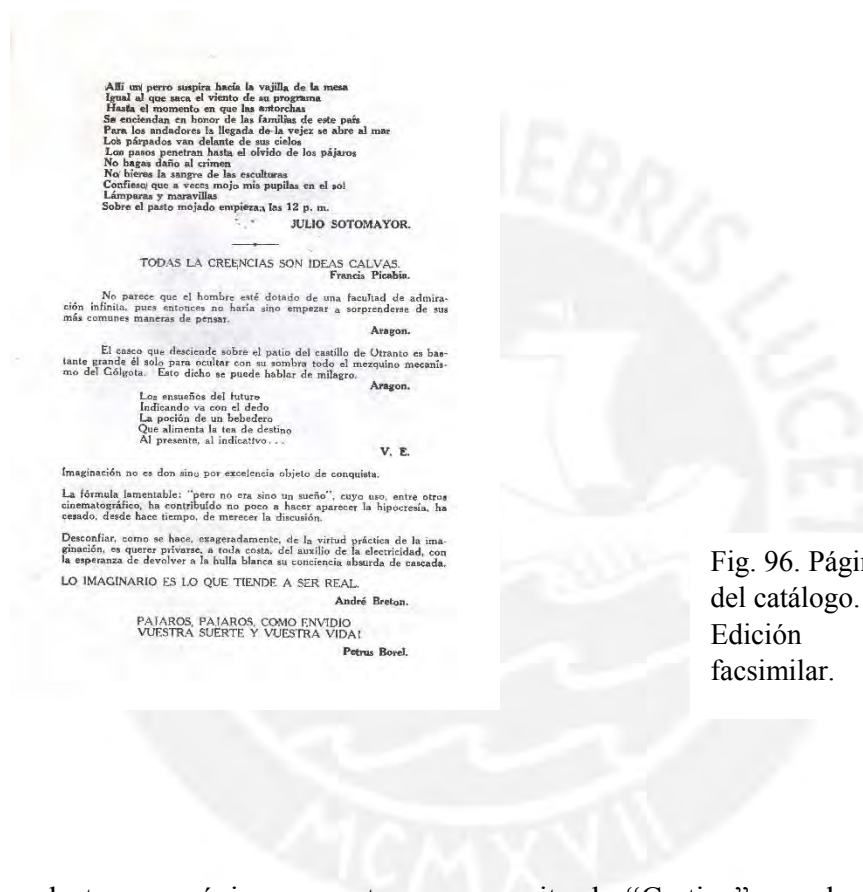 Allí un perro suspira hacia la vajilla de la mesa
Igual al que saca el viento de su programa
Hasta el momento en que las antorchas
Se enciendan en honor de las familias de este país
Para los andadores la llegada de la vejez se abre al mar
Los párpados van delante de sus cielos
Los pasos penetran hasta el olvido de los pájaros
No hagas daño al crimen
No hieras la sangre de las esculturas
Confieso que a veces mojo mis pupilas en el sol
Lámparas y maravillas
Sobre el pasto mojado empieza las 12 p. m.
JULIO SOTOMAYOR.
TODAS LA CREENCIAS SON IDEAS CALVAS.
Francis Picabia.
No parece que el hombre esté dotado de una facultad de admira-
ción infinita, pues entonces no haría sino empezar a sorprenderse de sus
más comunes maneras de pensar.
Aragon.
El casco que desciende sobre el patio del castillo de Otranto es bas-
tante grande él solo para ocultar con su sombra todo el mezquino mecanis-
mo del Gólgota. Esto dicho se puede hablar de milagro.
Aragon.
Los ensueños del future
Indicando va con el dedo
La poción de un bebedero
Que alimenta la tea de destino
Al presente, al indicativo...
V. E.
Imaginación no es don sino por excelencia objeto de conquista.
La fórmula lamentable: "pero no era sino un sueño", cuyo uso, entre otros
cinematográfico, ha contribuído no poco a hacer aparecer la hipocresía, ha
cesado, desde hace tiempo, de merecer la discusión.
Desconfiar, como se hace, exageradamente, de la virtud práctica de la ima-
ginación, es querer privarse, a toda costa, del auxilio de la electricidad, con
la esperanza de devolver a la hulla blanca su conciencia absurda de cascada.
LO IMAGINARIO ES LO QUE TIENDE A SER REAL.
André Breton.
PAJAROS, PAJAROS, COMO ENVIDIO
VUESTRA SUERTE Y VUESTRA VIDA!
Petrus Borel.
Fig. 96. Págin
del catálogo.
Edición
facsimilar.
MCMXVII